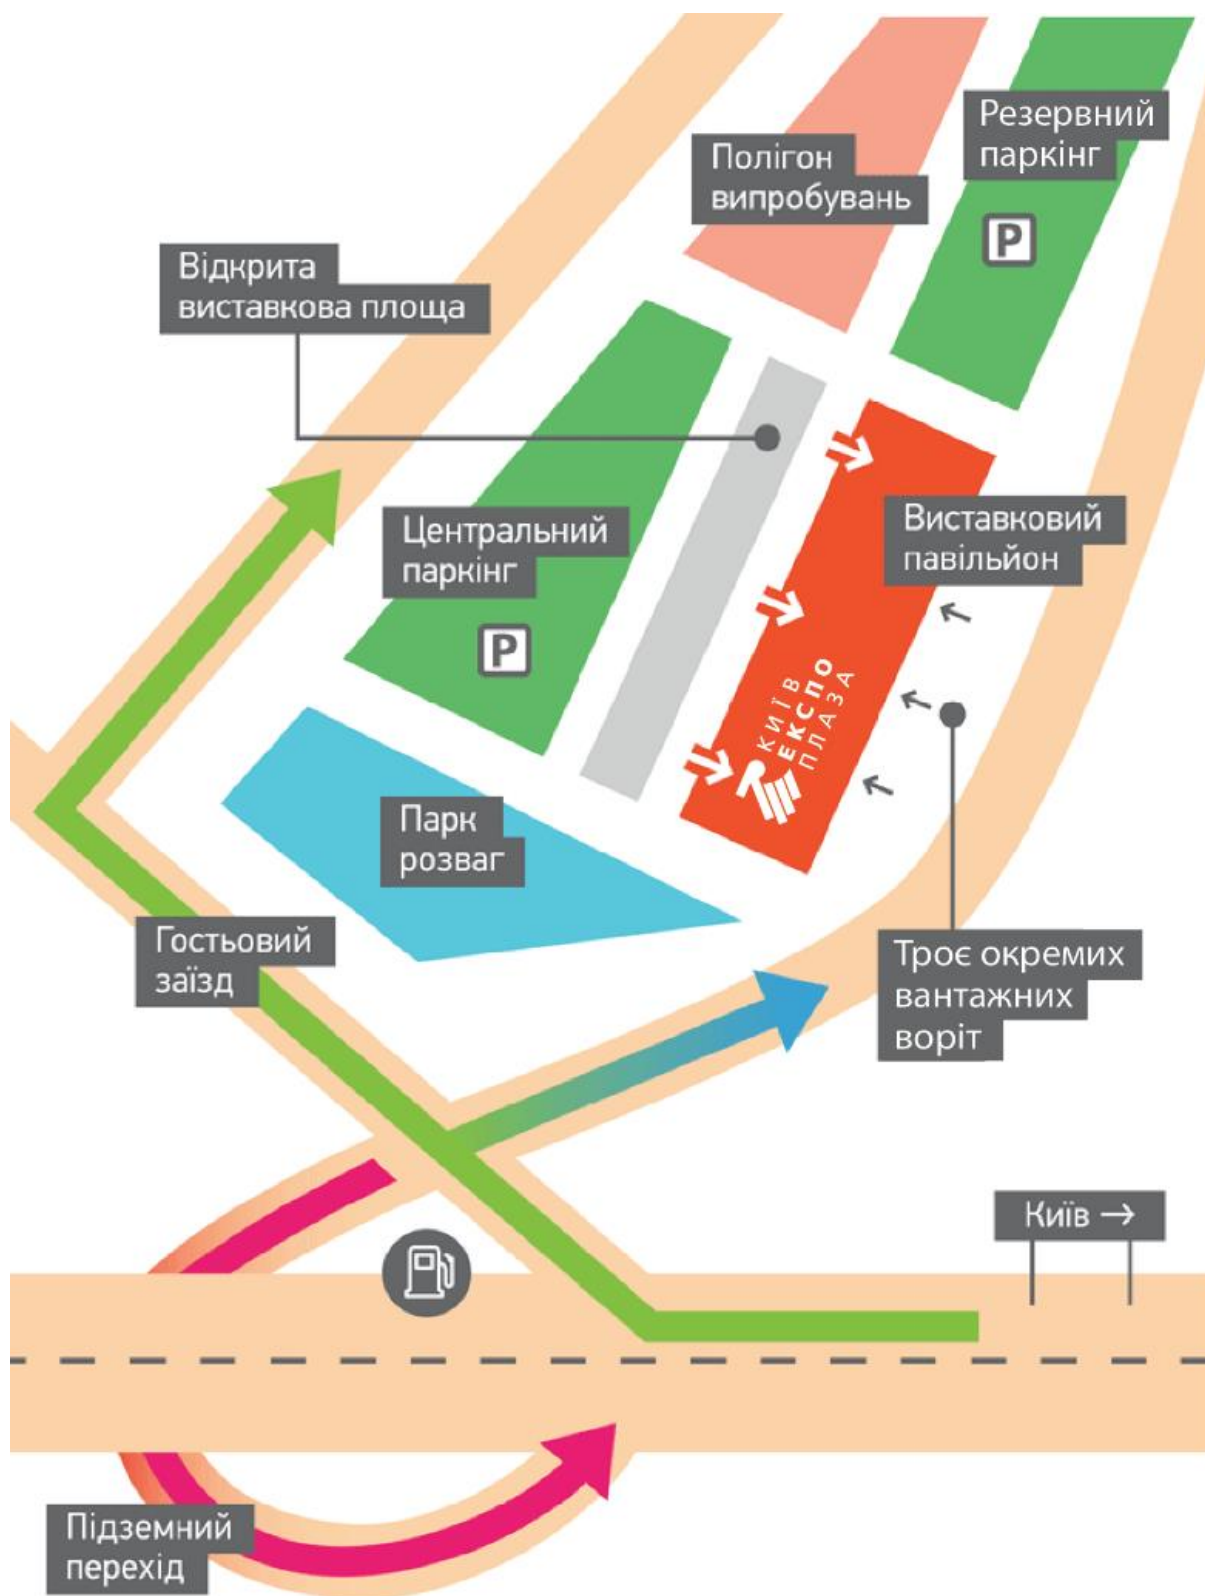 Резервний
паркінг
Полігон
випробувань
P
Відкрита
виставкова площа
Виставковий
павільйон
Центральний
паркінг
P
КИЇВ
ЕКСПО
ПЛАЗА
Парк
розваг
Гостьовий
заїзд
Троє окремих
вантажних
воріт
Київ →
Підземний
перехід